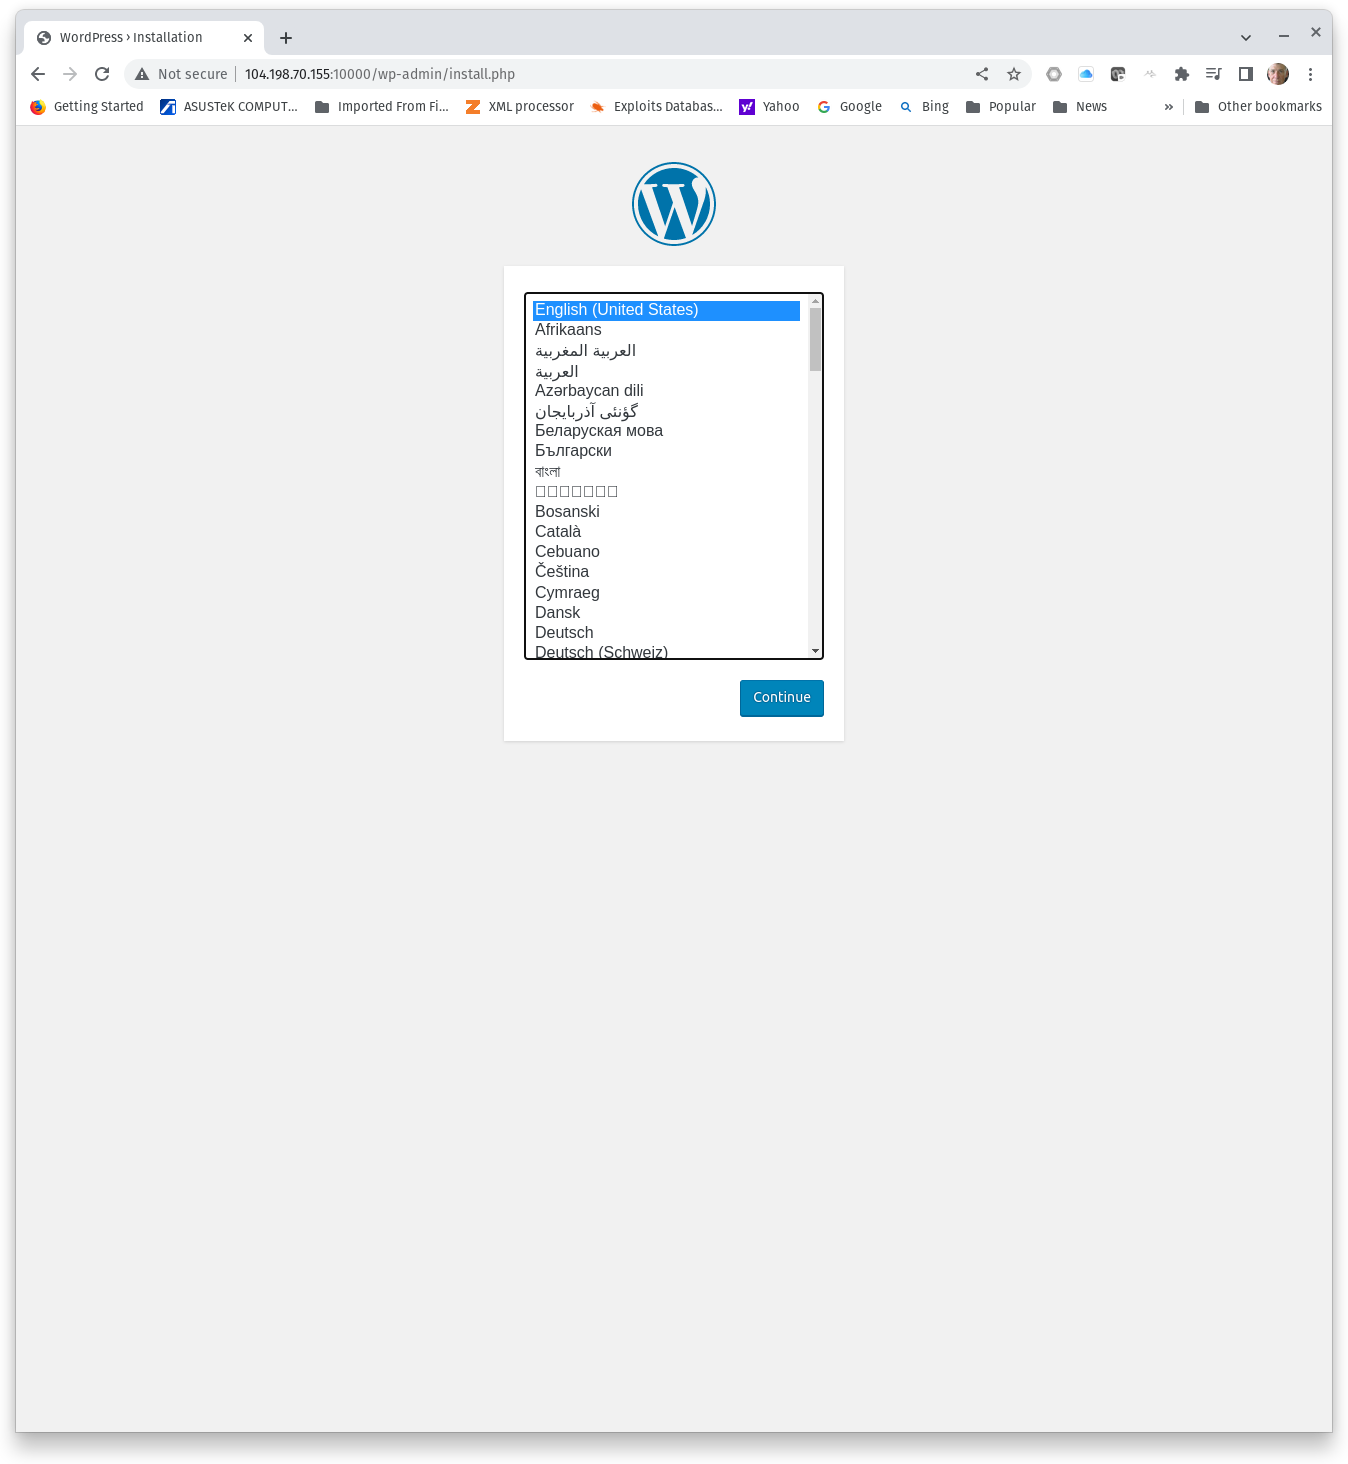 WordPress › Installation
Not secure 104.198.70.155:10000/wp-admin/install.php
Getting Started ASUSTeK COMPUT... Imported From Fi... XML processor Exploits Databas... Yahoo Google Bing Popular News » Other bookmarks
English (United States)
Afrikaans
العربية المغربية
العربية
Azərbaycan dili
گؤنئی آذربایجان
Беларуская мова
Български
বাংলা
Bosanski
Català
Cebuano
Čeština
Cymraeg
Dansk
Deutsch
Deutsch (Schweiz)
Continue